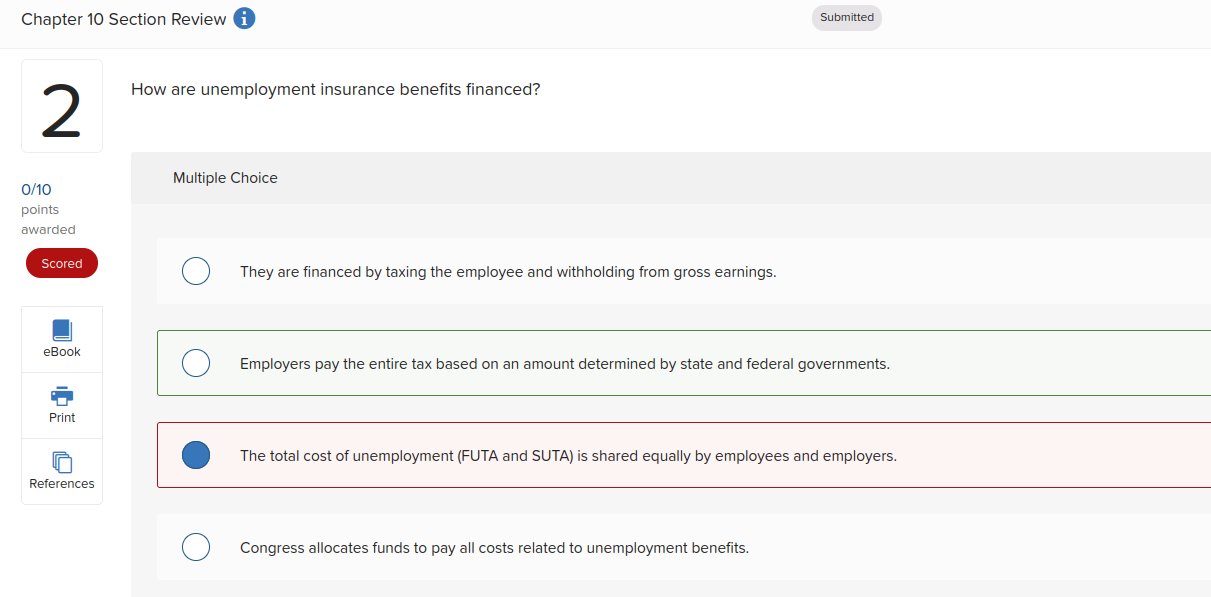 Chapter 10 Section Review
Submitted
2
How are unemployment insurance benefits financed?
0/10
points
awarded
Scored
eBook
Print
References
Multiple Choice
They are financed by taxing the employee and withholding from gross earnings.
Employers pay the entire tax based on an amount determined by state and federal governments.
The total cost of unemployment (FUTA and SUTA) is shared equally by employees and employers.
Congress allocates funds to pay all costs related to unemployment benefits.